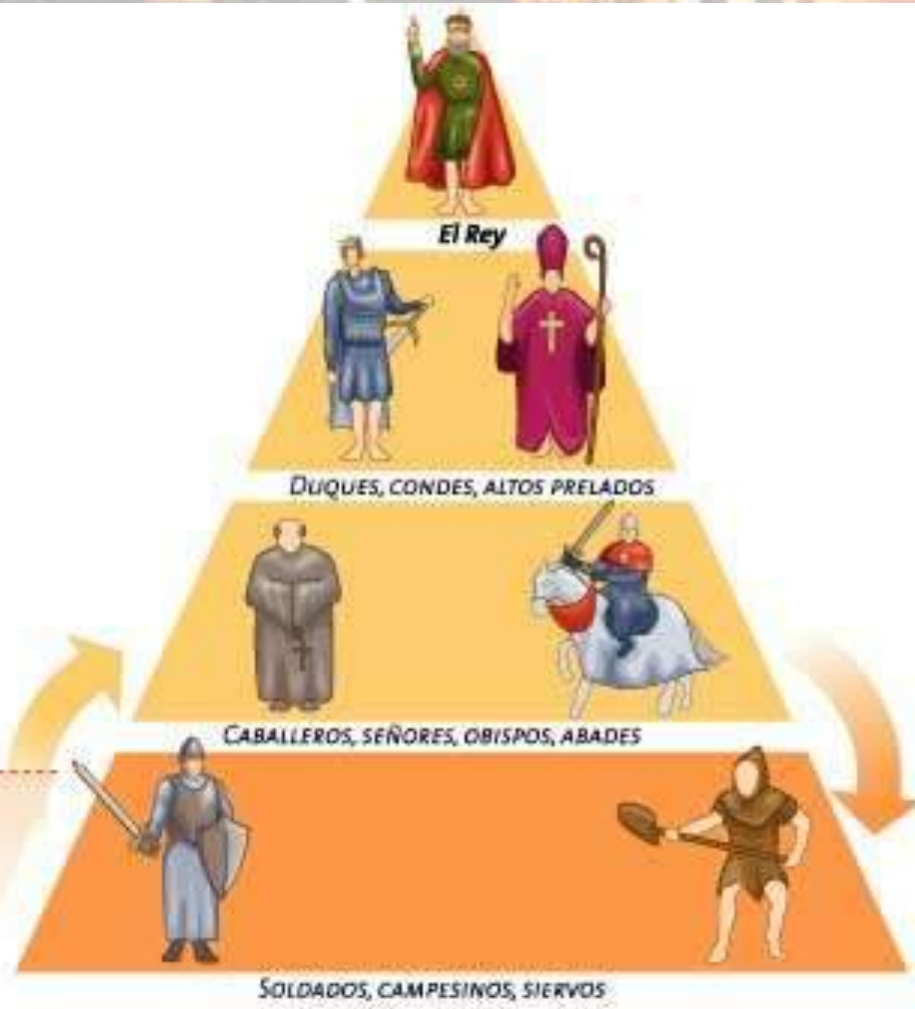 El Rey
DUQUES, CONDES, ALTOS PRELADOS
CABALLEROS, SEÑORES, OBISPOS, ABADES
SOLDADOS, CAMPESINOS, SIERVOS